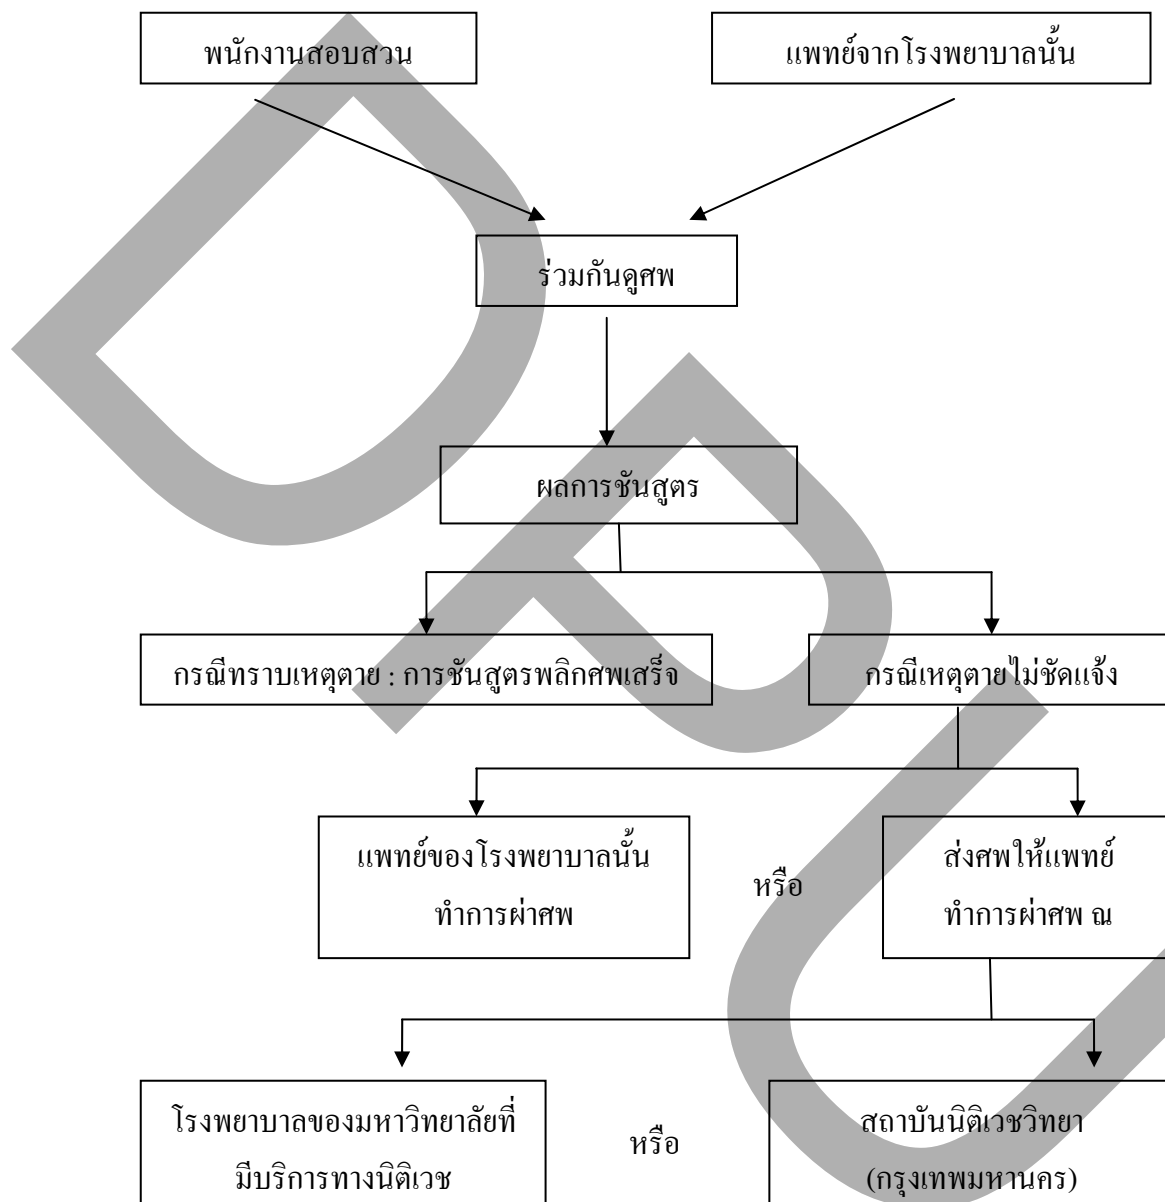 พนักงานสอบสวน
แพทย์จากโรงพยาบาลนั้น
ร่วมกันดูศพ
ผลการชันสูตร
กรณีทราบเหตุตาย : การชันสูตรพลิกศพเสร็จ
กรณีเหตุตายไม่ชัดแจ้ง
แพทย์ของโรงพยาบาลนั้น
ทำการผ่าศพ
หรือ
ส่งศพให้แพทย์
ทำการผ่าศพ ณ
โรงพยาบาลของมหาวิทยาลัยที่
มีบริการทางนิติเวช
หรือ
สถาบันนิติเวชวิทยา
(กรุงเทพมหานคร)
DPU